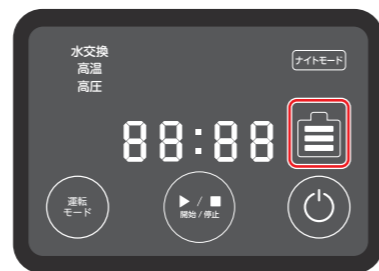 水交換
高温
高圧
ナイトモード
88:88
運転
モード
▶ / ■
開始 / 停止